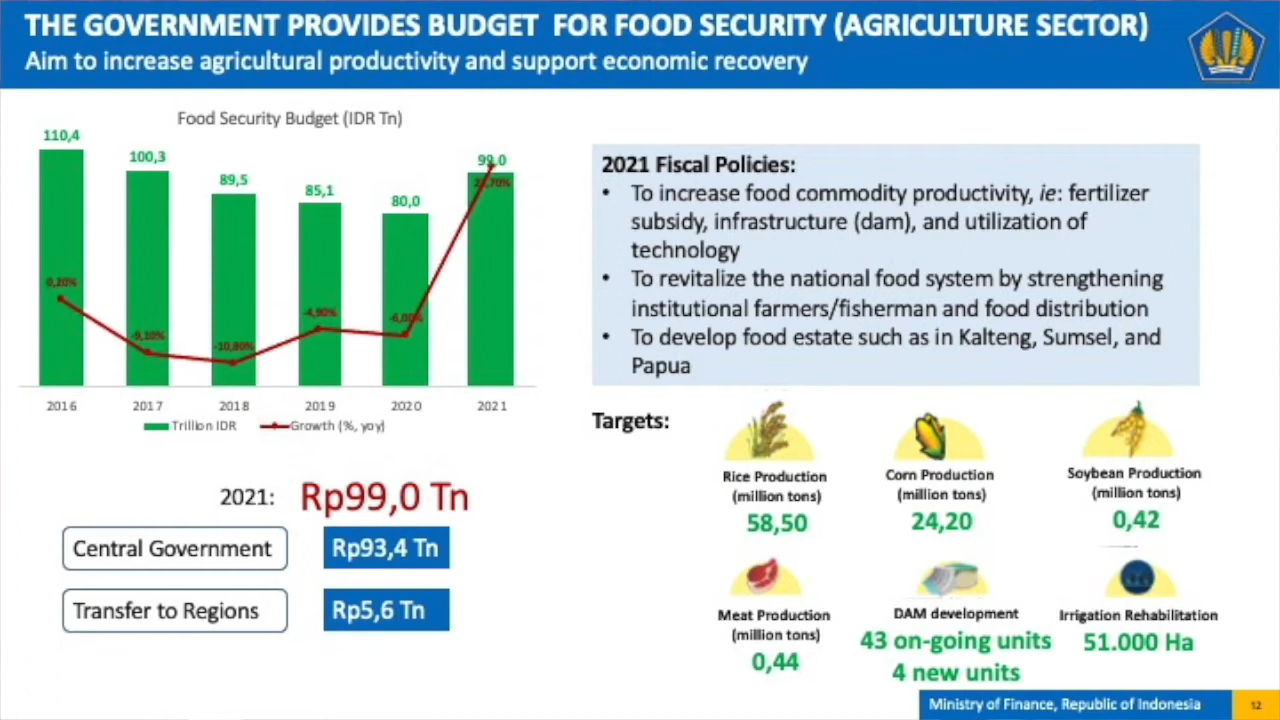 THE GOVERNMENT PROVIDES BUDGET FOR FOOD SECURITY (AGRICULTURE SECTOR)
Aim to increase agricultural productivity and support economic recovery
Food Security Budget (IDR Tn)
110,4
100,3
89,5
85,1
80,0
99,0
0,20%
-9,10%
-10,80%
-4,90%
-6,00%
2016
2017
2018
2019
2020
2021
Trillion IDR
Growth (%, yoy)
2021: Rp99,0 Tn
Central Government Rp93,4 Tn
Transfer to Regions Rp5,6 Tn
2021 Fiscal Policies:
• To increase food commodity productivity, ie: fertilizer
subsidy, infrastructure (dam), and utilization of
technology
• To revitalize the national food system by strengthening
institutional farmers/fisherman and food distribution
• To develop food estate such as in Kalteng, Sumsel, and
Papua
Targets:
Rice Production
(million tons)
58,50
Corn Production
(million tons)
24,20
Soybean Production
(million tons)
0,42
Meat Production
(million tons)
0,44
DAM development
43 on-going units
4 new units
Irrigation Rehabilitation
51.000 Ha
Ministry of Finance, Republic of Indonesia
12